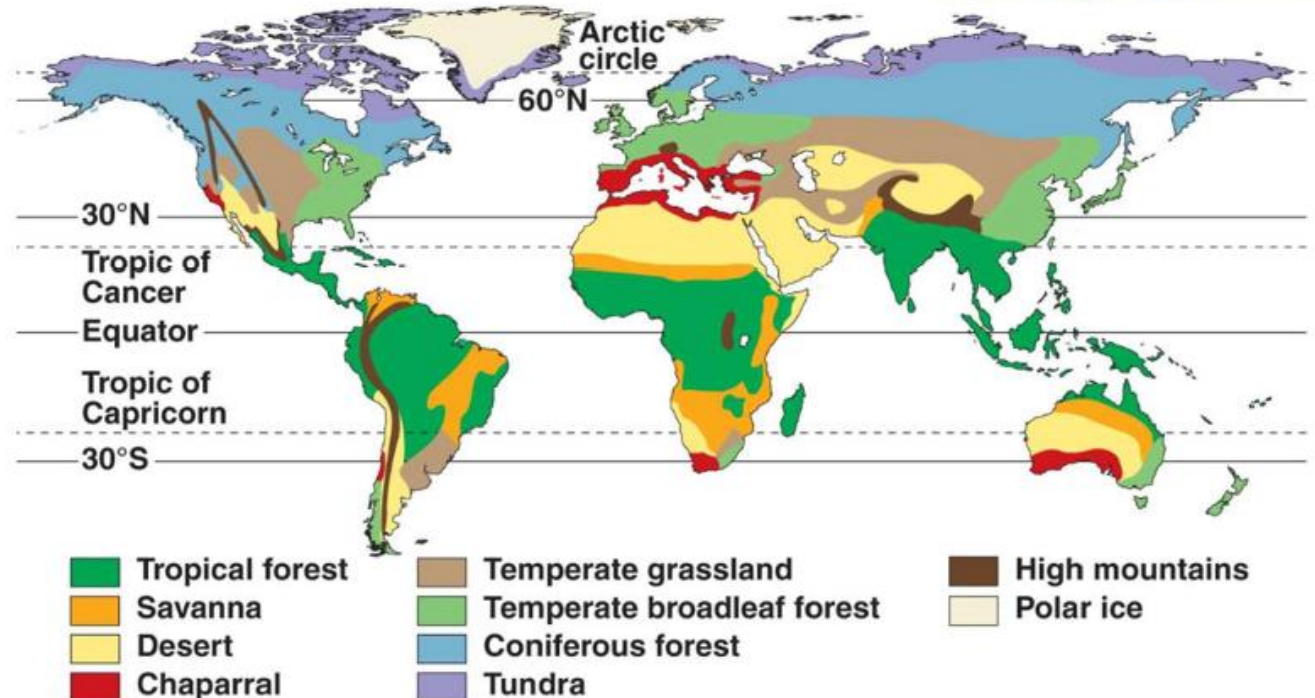 Arctic
circle
60°N
30°N
Tropic of
Cancer
Equator
Tropic of
Capricorn
30°S
Tropical forest
Savanna
Desert
Chaparral
Temperate grassland
Temperate broadleaf forest
Coniferous forest
Tundra
High mountains
Polar ice